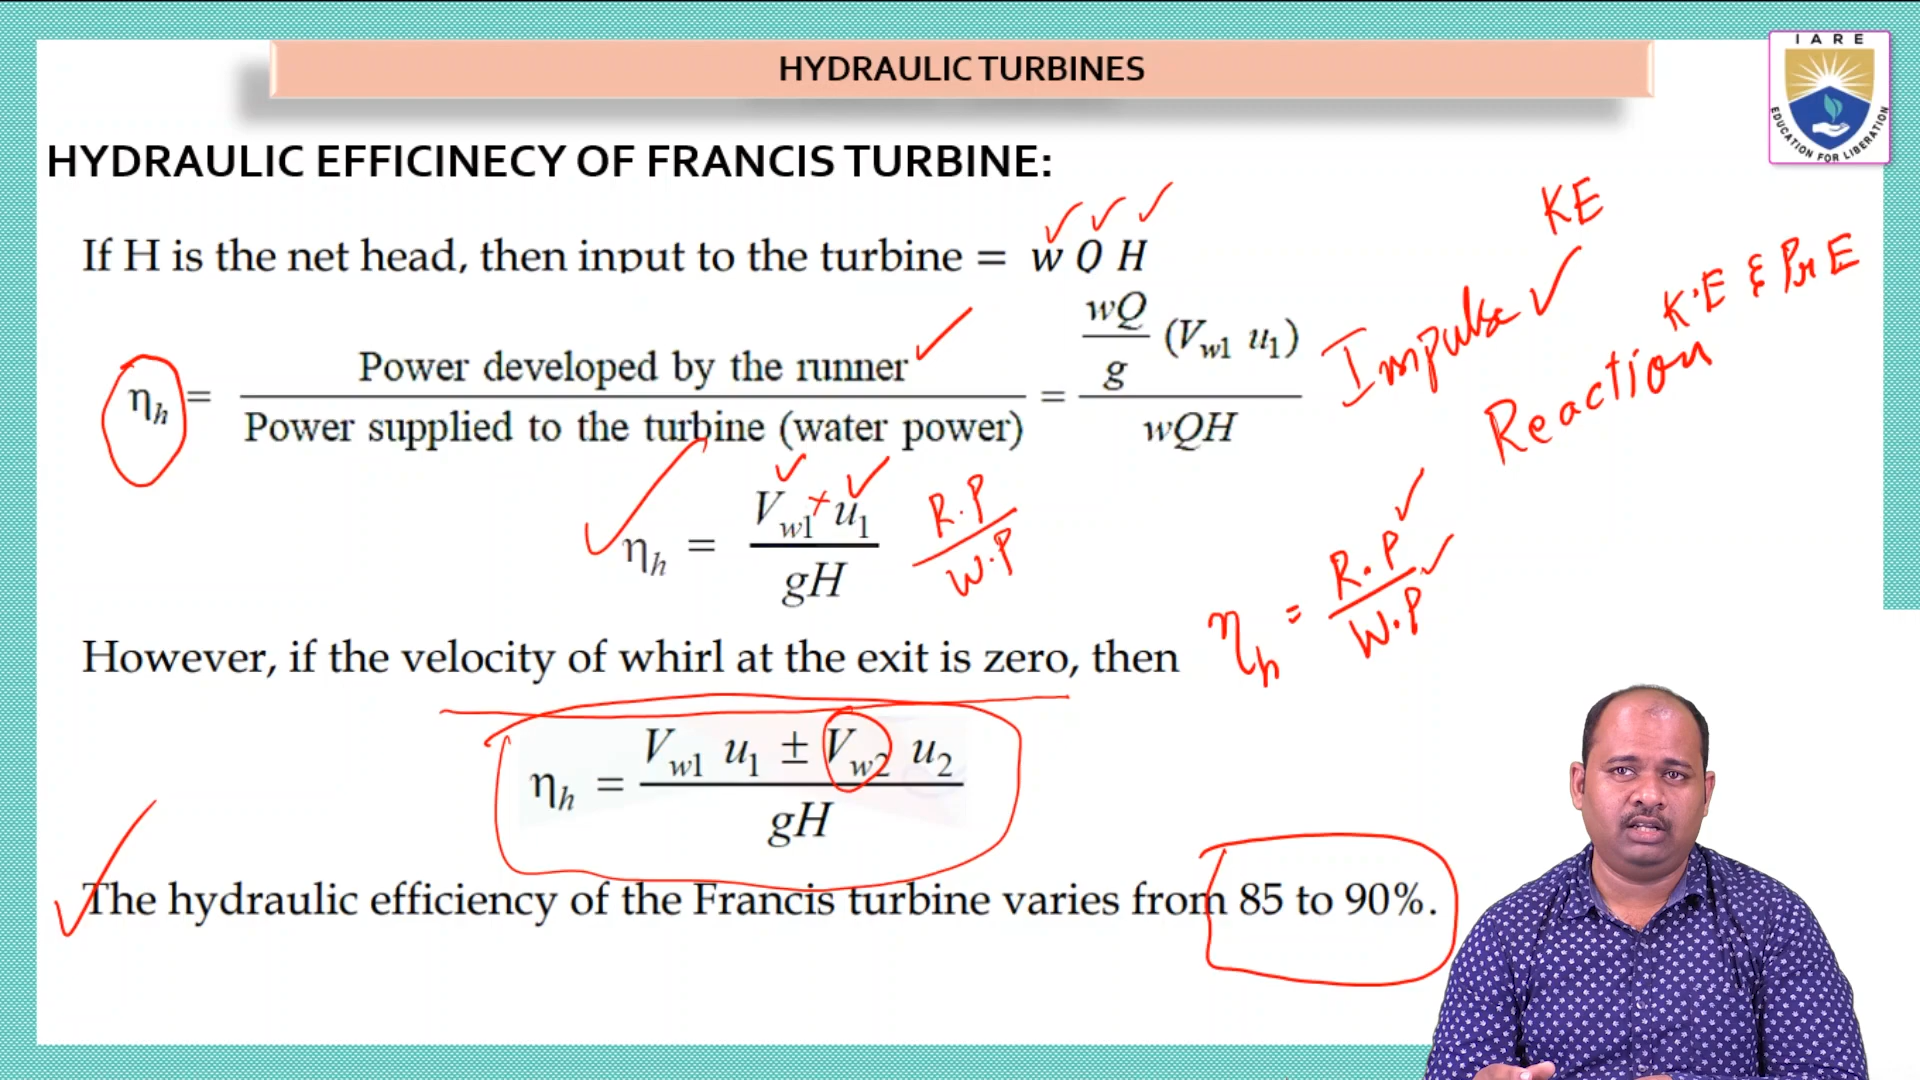 HYDRAULIC TURBINES
IARE
EDUCATION FOR LIBERATION
HYDRAULIC EFFICINECY OF FRANCIS TURBINE:
KE
If H is the net head, then input to the turbine = w Q H
K.E & Pr E
Impulse
Reaction
ηh = Power developed by the runner / Power supplied to the turbine (water power) = wQ/g (Vw1 u1) / wQH
ηh = Vw1 × u1 / gH R.P / W.P
ηh = R.P / W.P
However, if the velocity of whirl at the exit is zero, then
ηh = Vw1 u1 ± Vw2 u2 / gH
The hydraulic efficiency of the Francis turbine varies from 85 to 90%.